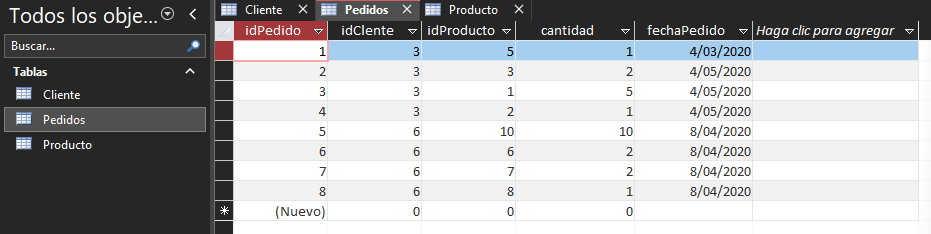 Todos los obje...
Buscar...
Tablas
Cliente
Pedidos
Producto
Cliente Pedidos Producto
idPedido idClente idProducto cantidad fechaPedido Haga clic para agregar
1 3 5 1 4/03/2020
2 3 3 2 4/05/2020
3 3 1 5 4/05/2020
4 3 2 1 4/05/2020
5 6 10 10 8/04/2020
6 6 6 2 8/04/2020
7 6 7 2 8/04/2020
8 6 8 1 8/04/2020
(Nuevo) 0 0 0